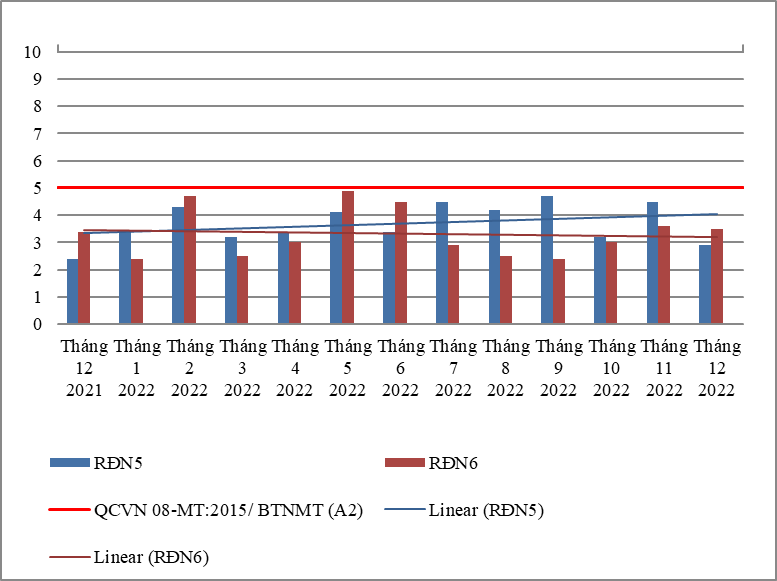 10
9
8
7
6
5
4
3
2
1
0
Tháng Tháng Tháng Tháng Tháng Tháng Tháng Tháng Tháng Tháng Tháng Tháng Tháng
12 1 2 3 4 5 6 7 8 9 10 11 12
2021 2022 2022 2022 2022 2022 2022 2022 2022 2022 2022 2022 2022
RĐN5 RĐN6
QCVN 08-MT:2015/ BTNMT (A2) Linear (RĐN5)
Linear (RĐN6)